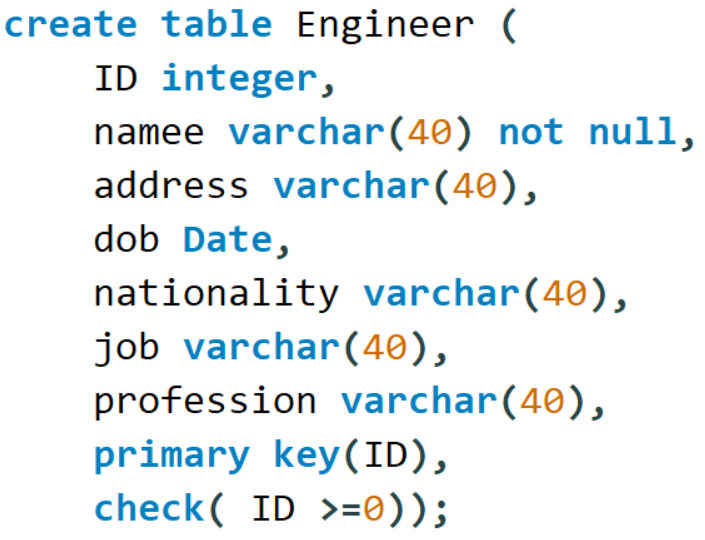 create table Engineer (
ID integer,
namee varchar(40) not null,
address varchar(40),
dob Date,
nationality varchar(40),
job varchar(40),
profession varchar(40),
primary key(ID),
check( ID >=0));